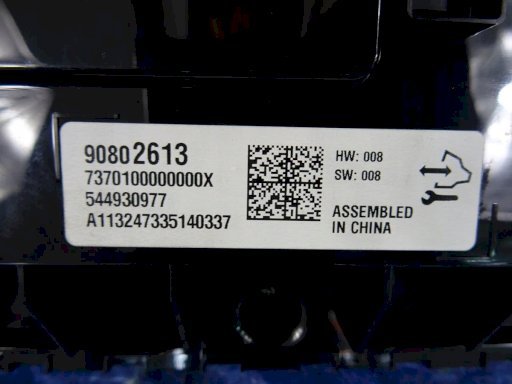 90802613
7370100000000X
544930977
A113247335140337
HW: 008
SW: 008
ASSEMBLED
IN CHINA